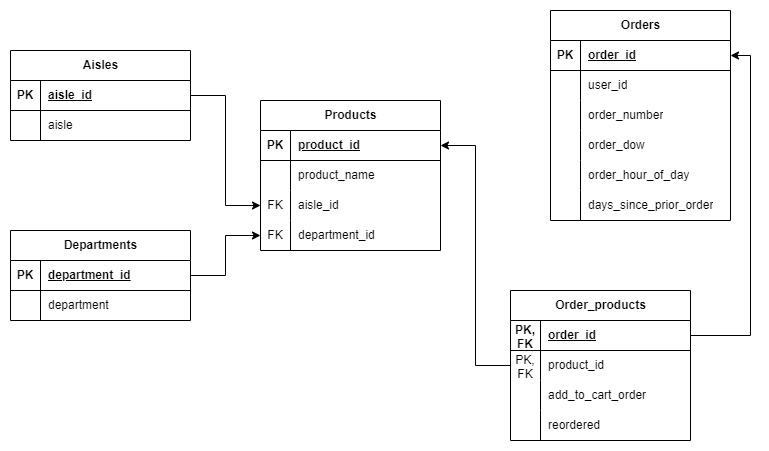 Aisles
PK aisle_id
aisle
Departments
PK department_id
department
Products
PK product_id
product_name
FK aisle_id
FK department_id
Orders
PK order_id
user_id
order_number
order_dow
order_hour_of_day
days_since_prior_order
Order_products
PK, FK order_id
PK, FK product_id
add_to_cart_order
reordered